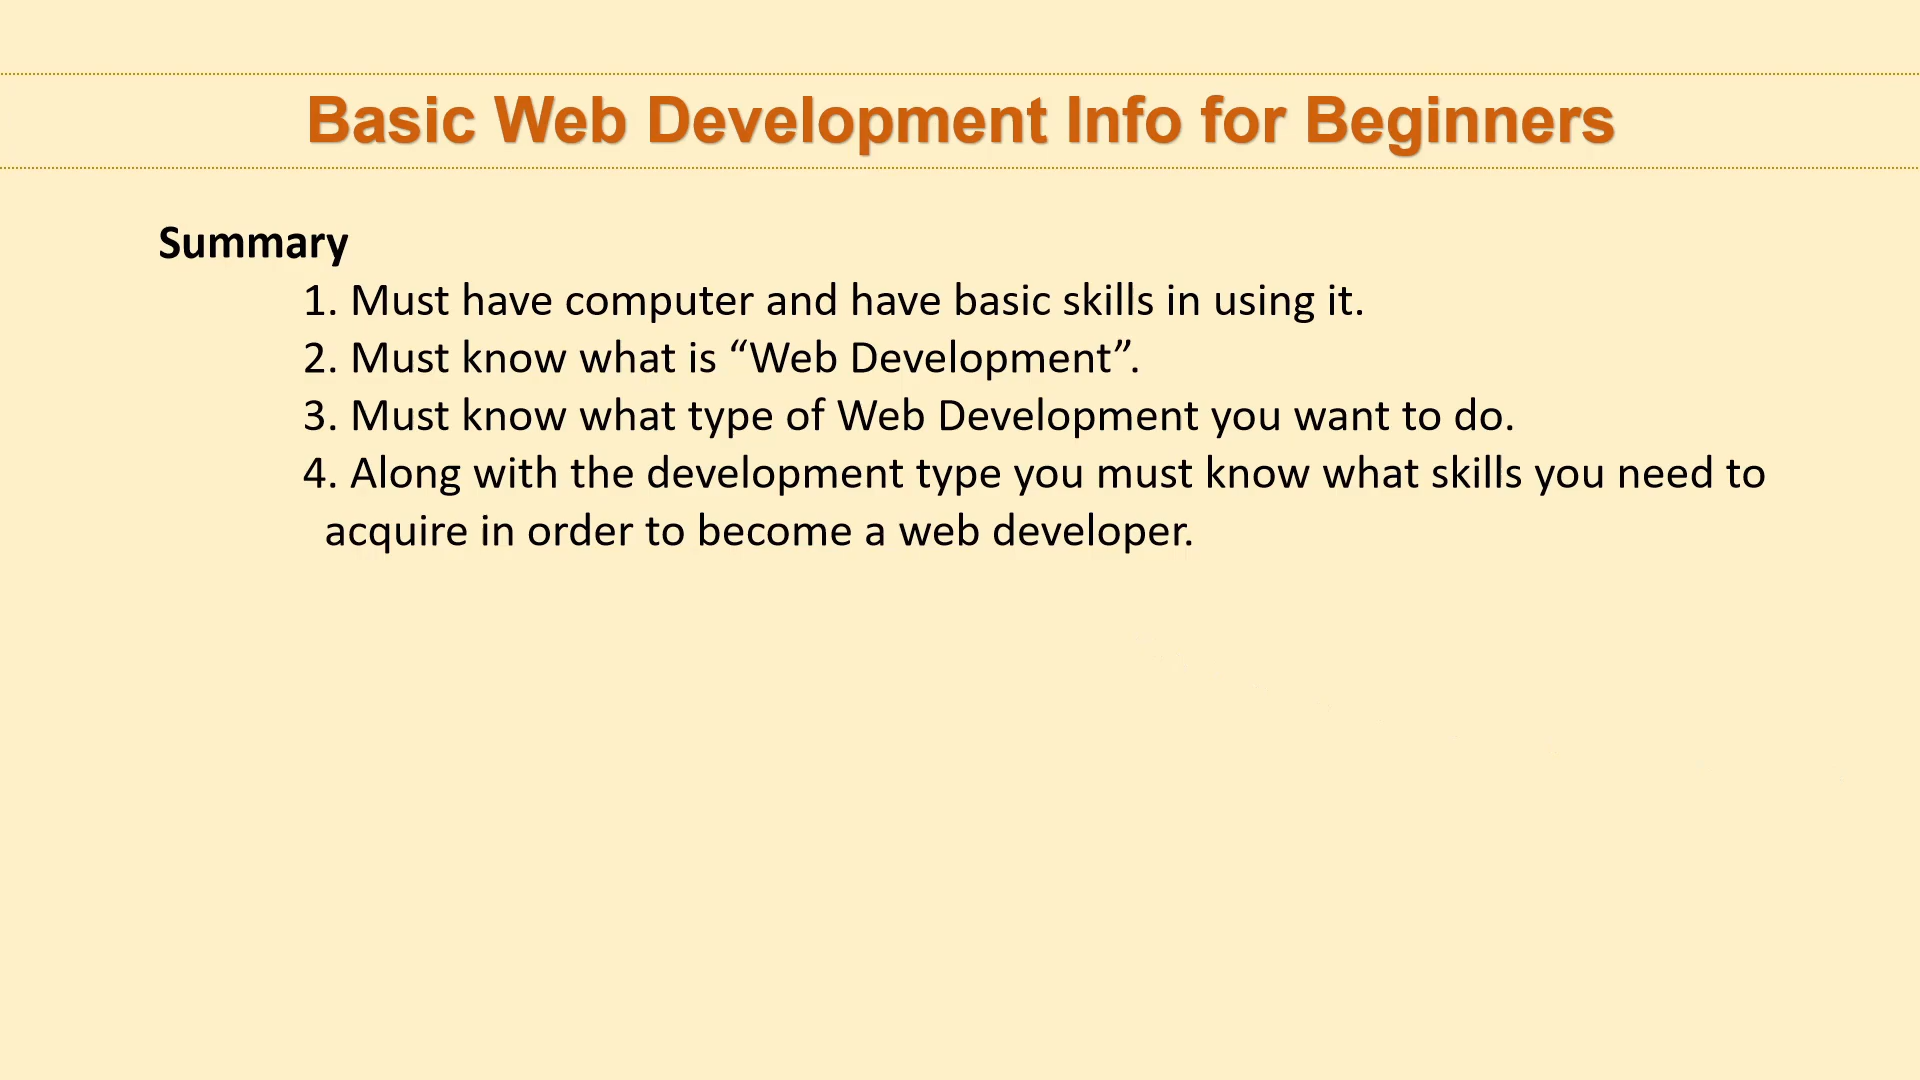 Basic Web Development Info for Beginners
Summary
1. Must have computer and have basic skills in using it.
2. Must know what is “Web Development”.
3. Must know what type of Web Development you want to do.
4. Along with the development type you must know what skills you need to
acquire in order to become a web developer.